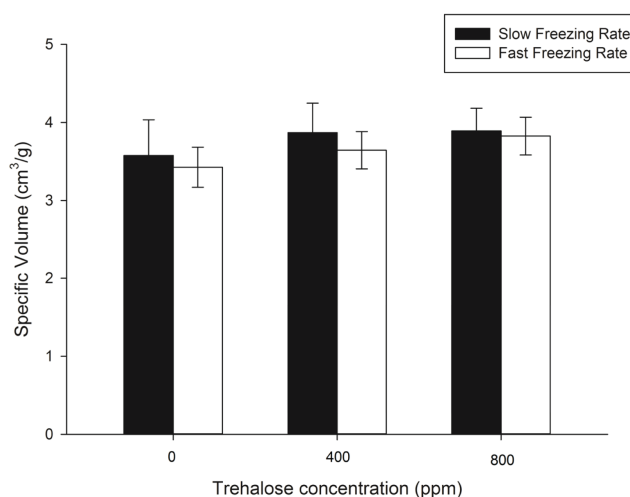 Slow Freezing Rate
Fast Freezing Rate
5
4
3
2
1
0
Specific Volume (cm³/g)
0
400
800
Trehalose concentration (ppm)